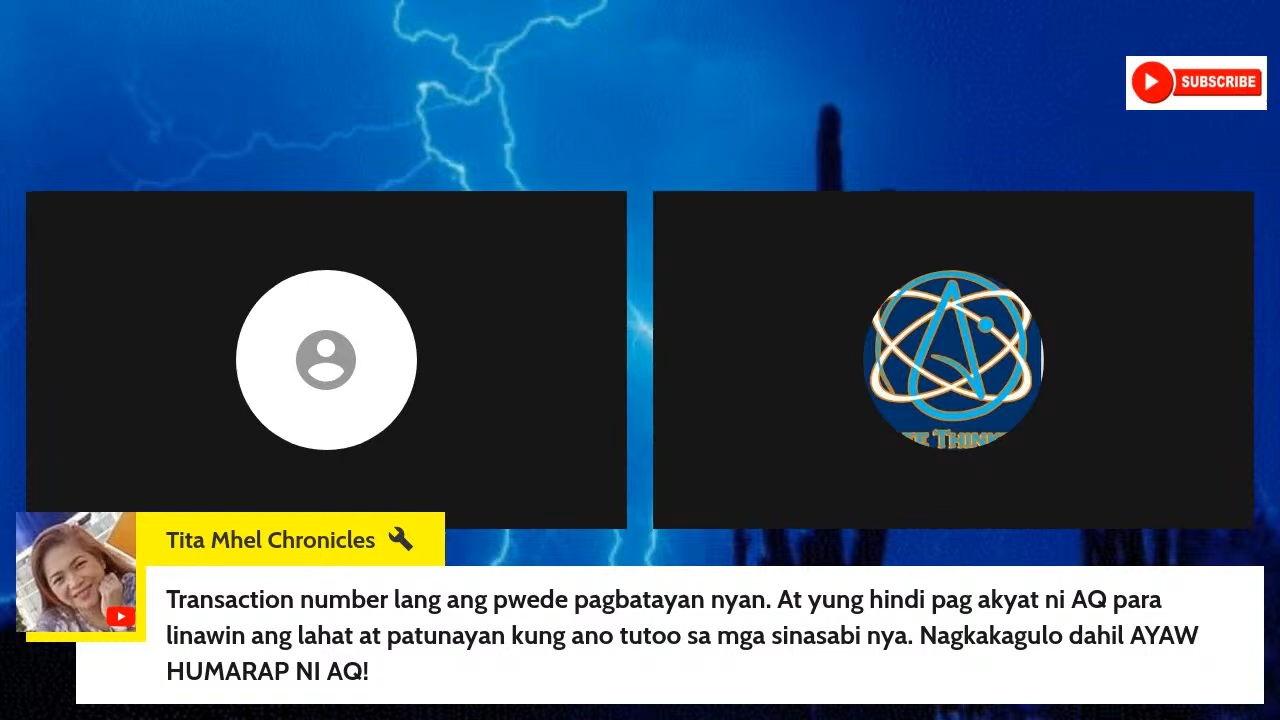 SUBSCRIBE
Tita Mhel Chronicles
Transaction number lang ang pwede pagbatayan nyan. At yung hindi pag akyat ni AQ para
linawin ang lahat at patunayan kung ano tutoo sa mga sinasabi nya. Nagkakagulo dahil AYAW
HUMARAP NI AQ!